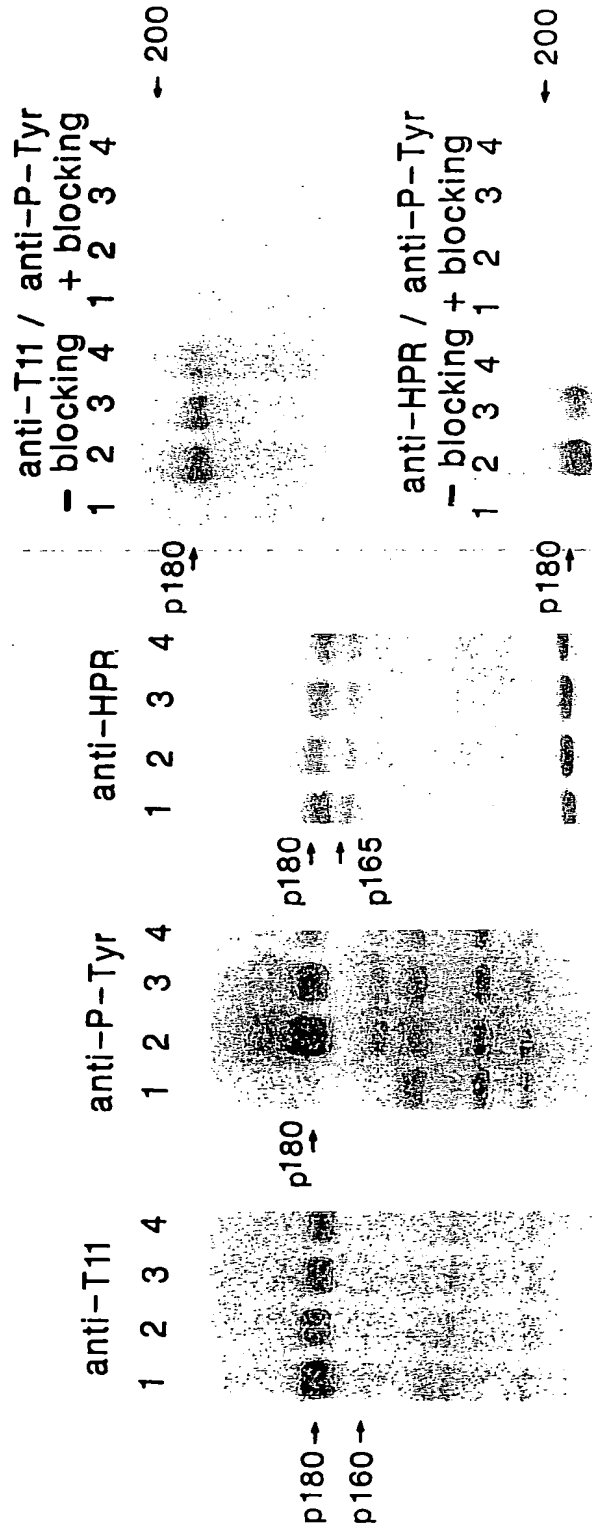 anti-T11
1 2 3 4
p180→
p160→
anti-P-Tyr
1 2 3 4
p180
→
anti-HPR
1 2 3 4
p180
→
→
p165
anti-T11 / anti-P-Tyr
− blocking + blocking
1 2 3 4 1 2 3 4
p180
→
← 200
anti-HPR / anti-P-Tyr
− blocking + blocking
1 2 3 4 1 2 3 4
p180
→
← 200